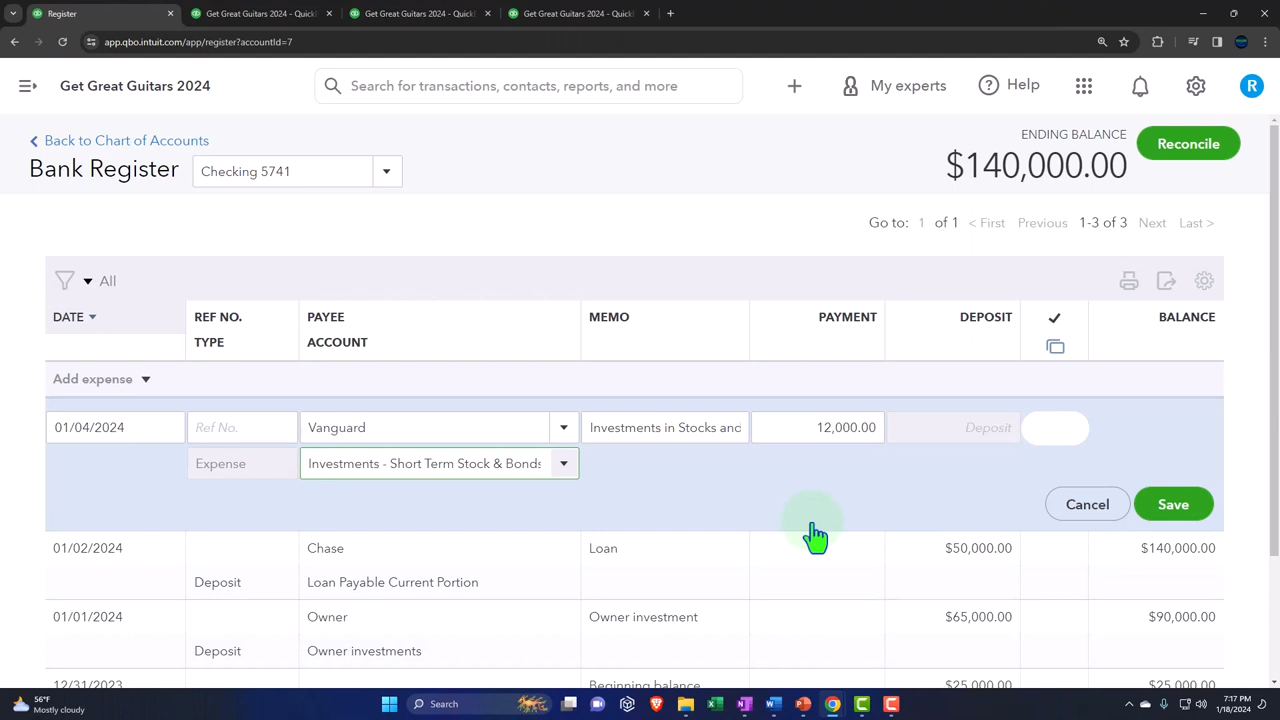 Register
Get Great Guitars 2024 - Quick
Get Great Guitars 2024 - Quick
Get Great Guitars 2024 - Quick
app.qbo.intuit.com/app/register?accountId=7
Get Great Guitars 2024
Search for transactions, contacts, reports, and more
My experts
Help
R
Back to Chart of Accounts
ENDING BALANCE
Bank Register
Checking 5741
$140,000.00
Reconcile
Go to: 1 of 1 < First Previous 1-3 of 3 Next Last >
All
DATE REF NO. PAYEE MEMO PAYMENT DEPOSIT BALANCE
TYPE ACCOUNT
Add expense
01/04/2024 Ref No. Vanguard Investments in Stocks and 12,000.00 Deposit
Expense Investments - Short Term Stock & Bonds
Cancel Save
01/02/2024 Chase Loan $50,000.00 $140,000.00
Deposit Loan Payable Current Portion
01/01/2024 Owner Owner investment $65,000.00 $90,000.00
Deposit Owner investments
12/31/2023 Beginning balance $25,000.00 $25,000.00
56°F
Mostly cloudy
Search
7:17 PM
1/18/2024